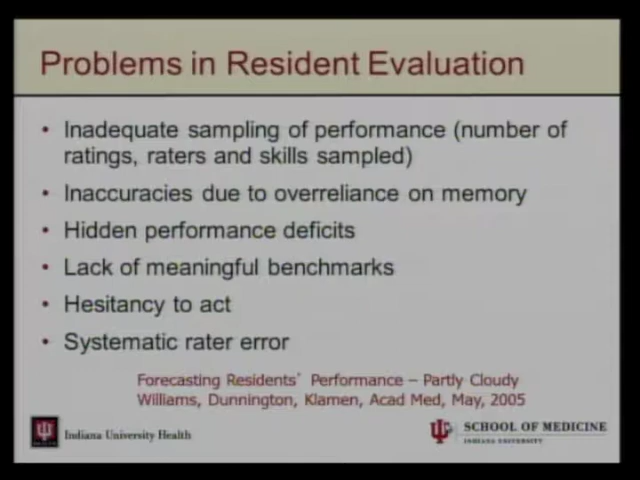 Problems in Resident Evaluation
• Inadequate sampling of performance (number of
ratings, raters and skills sampled)
• Inaccuracies due to overreliance on memory
• Hidden performance deficits
• Lack of meaningful benchmarks
• Hesitancy to act
• Systematic rater error
Forecasting Residents' Performance – Partly Cloudy
Williams, Dunnington, Klamen, Acad Med, May, 2005
Indiana University Health
SCHOOL OF MEDICINE
INDIANA UNIVERSITY